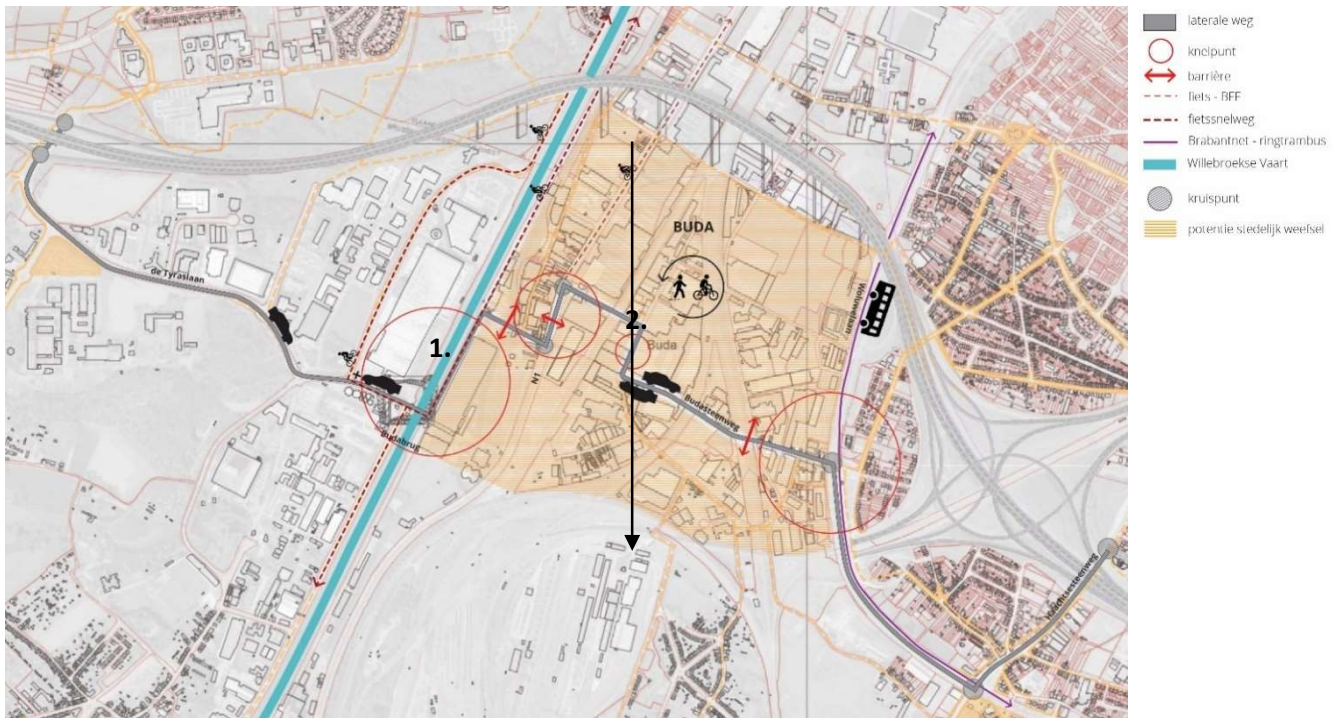 laterale weg
knelpunt
barrière
fiets - BFF
fietssnelweg
Brabantnet - ringtrambus
Willebroekse Vaart
kruispunt
potentie stedelijk weefsel
BUDA
de Tyraslaan
Woluwelaan
2.
1.
Buda
N1
Budasteenweg
Budabrug